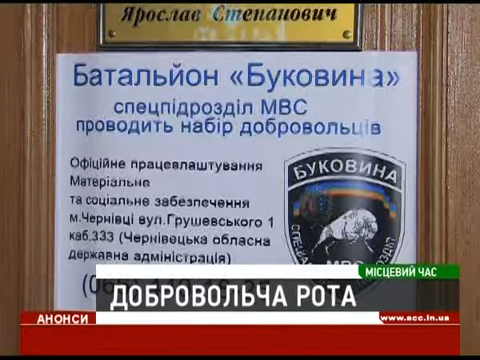 Ярослав Степанович
Батальйон «Буковина»
спецпідрозділ МВС
проводить набір добровольців
Офіційне працевлаштування
Матеріальне
та соціальне забезпечення
м.Чернівці вул.Грушевського 1
каб.333 (Чернівецька обласна
державна адміністрація)
БУКОВИНА
МВС
МІСЦЕВИЙ ЧАС
ДОБРОВОЛЬЧА РОТА
АНОНСИ
www.acc.in.ua